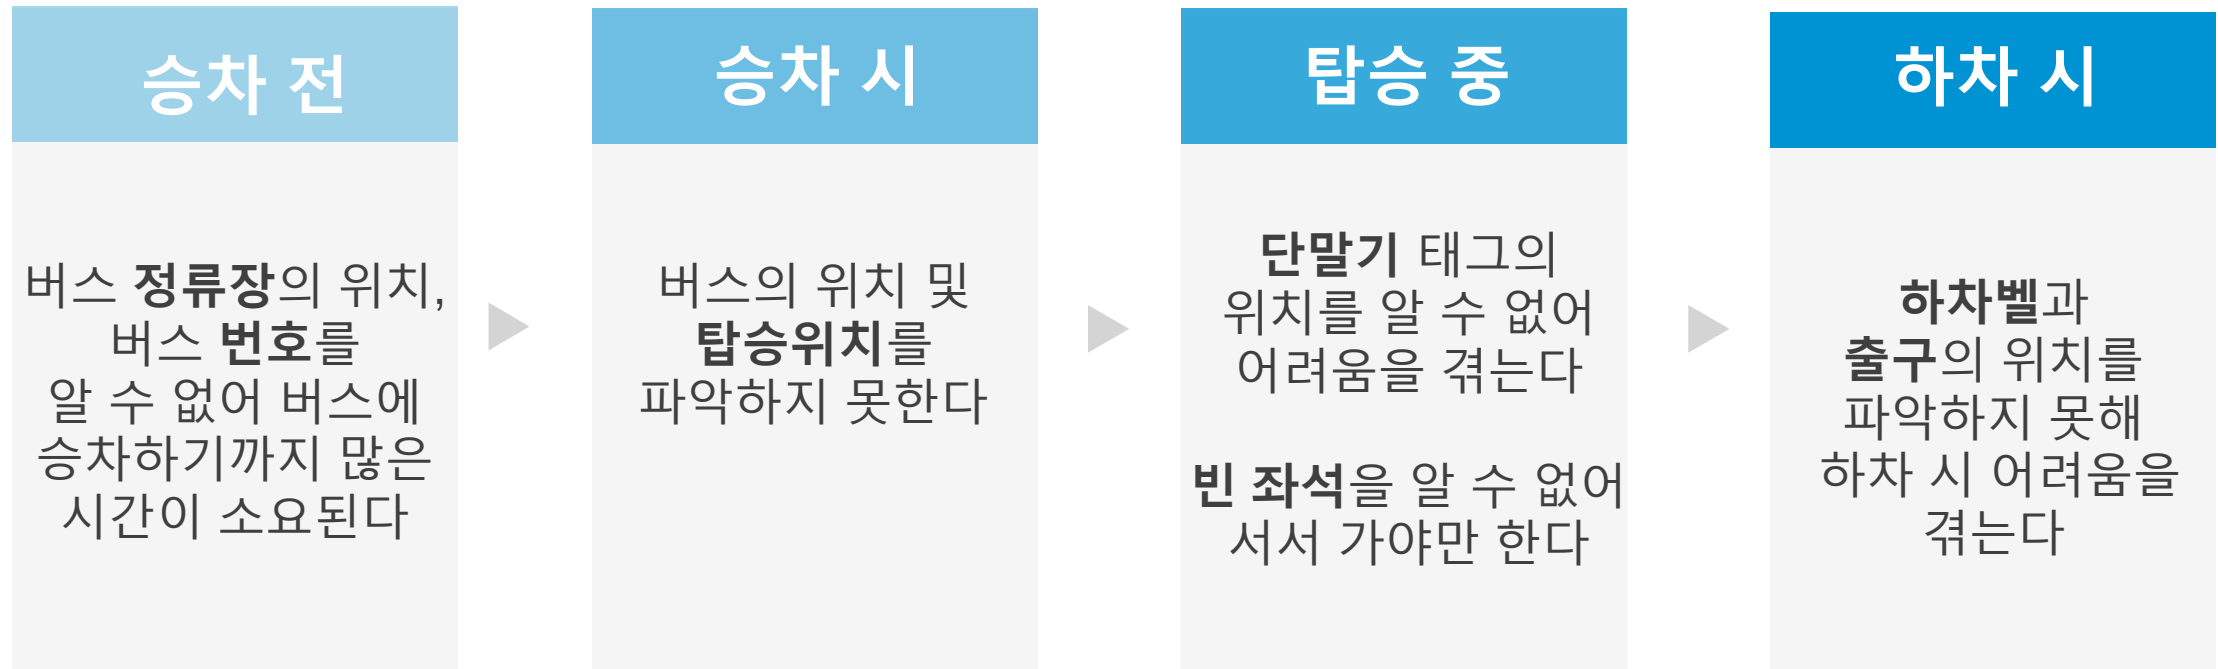 승차 전
버스 정류장의 위치,
버스 번호를
알 수 없어 버스에
승차하기까지 많은
시간이 소요된다
승차 시
버스의 위치 및
탑승위치를
파악하지 못한다
탑승 중
단말기 태그의
위치를 알 수 없어
어려움을 겪는다
빈 좌석을 알 수 없어
서서 가야만 한다
하차 시
하차벨과
출구의 위치를
파악하지 못해
하차 시 어려움을
겪는다